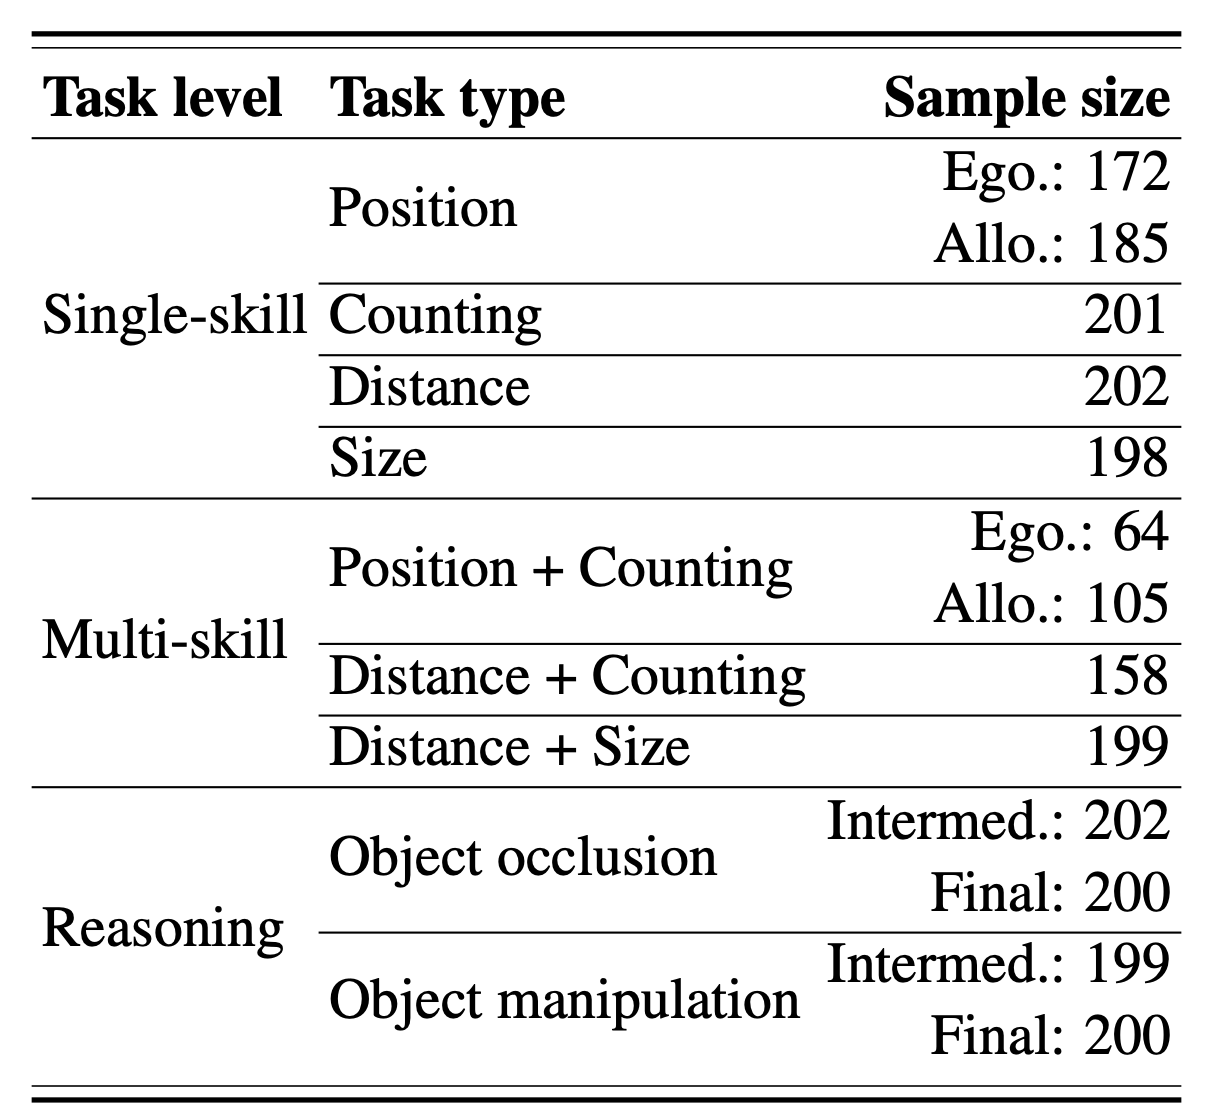 Task level Task type Sample size
Single-skill Position Ego.: 172
Allo.: 185
Counting 201
Distance 202
Size 198
Multi-skill Position + Counting Ego.: 64
Allo.: 105
Distance + Counting 158
Distance + Size 199
Reasoning Object occlusion Intermed.: 202
Final: 200
Object manipulation Intermed.: 199
Final: 200